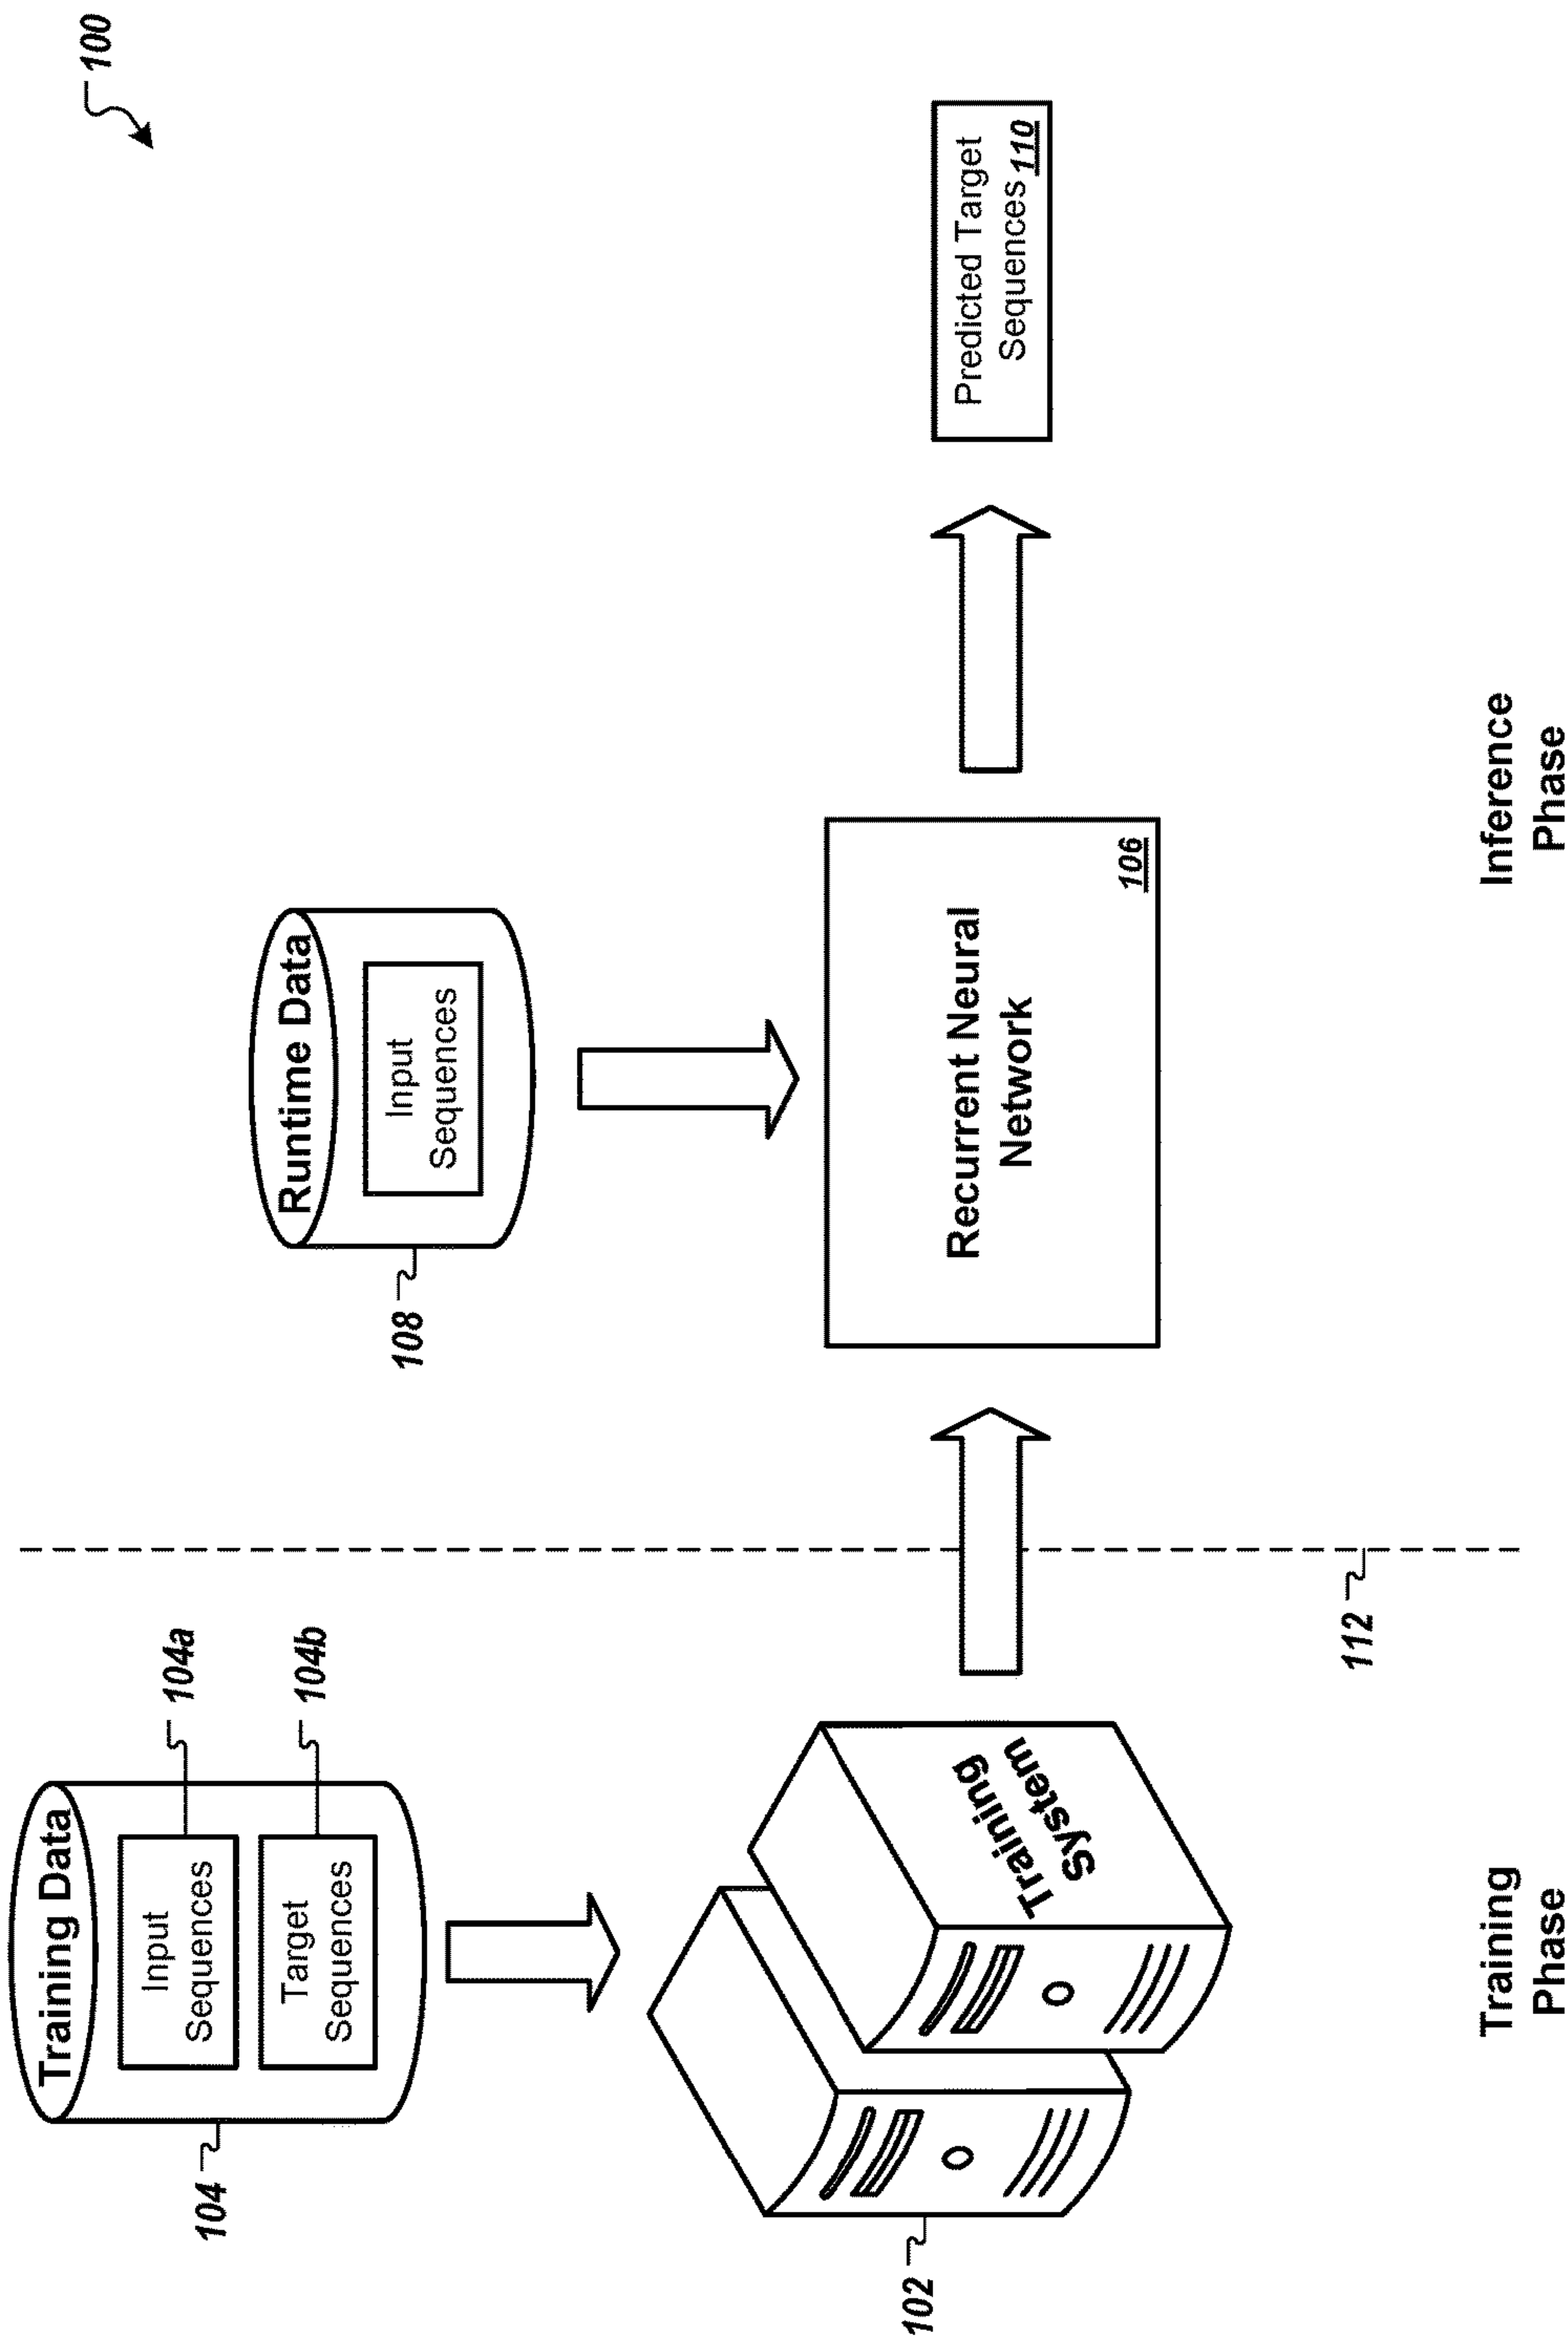 100
Training Data
Input
Sequences
104a
Target
Sequences
104b
104
Runtime Data
Input
Sequences
108
Training
System
102
Recurrent Neural
Network
106
Predicted Target
Sequences 110
112
Training
Phase
Inference
Phase